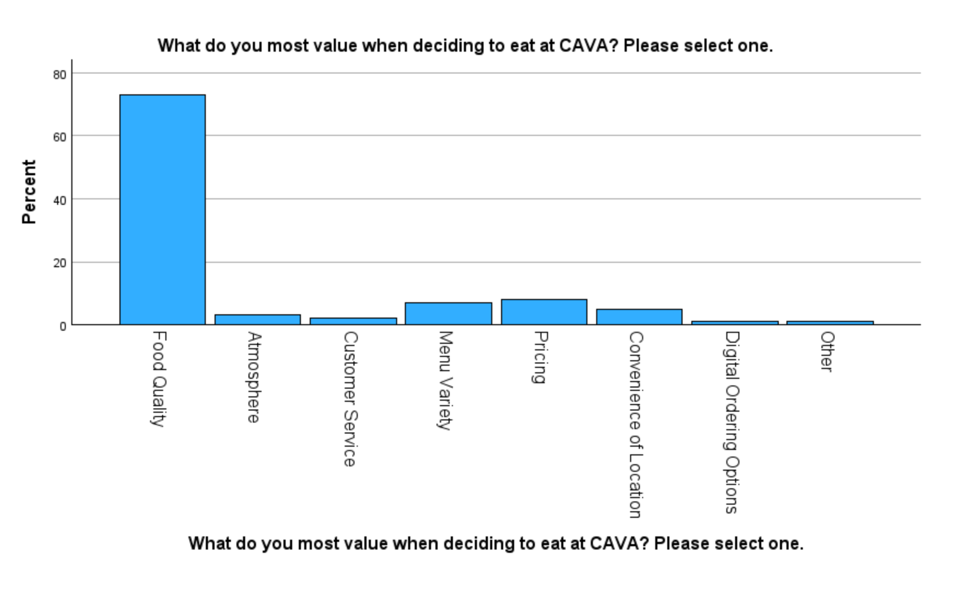 What do you most value when deciding to eat at CAVA? Please select one.
80
60
40
20
0
Percent
Food Quality
Atmosphere
Customer Service
Menu Variety
Pricing
Convenience of Location
Digital Ordering Options
Other
What do you most value when deciding to eat at CAVA? Please select one.